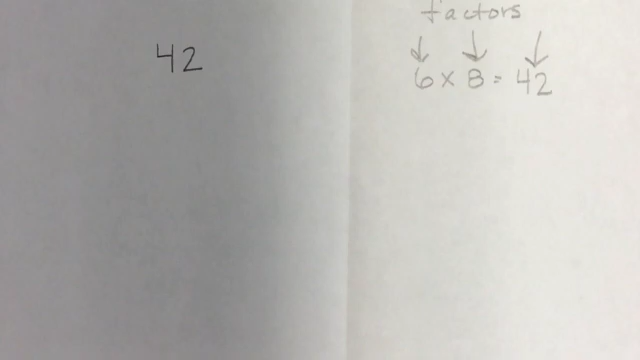 42
factors
6 x 8 = 42